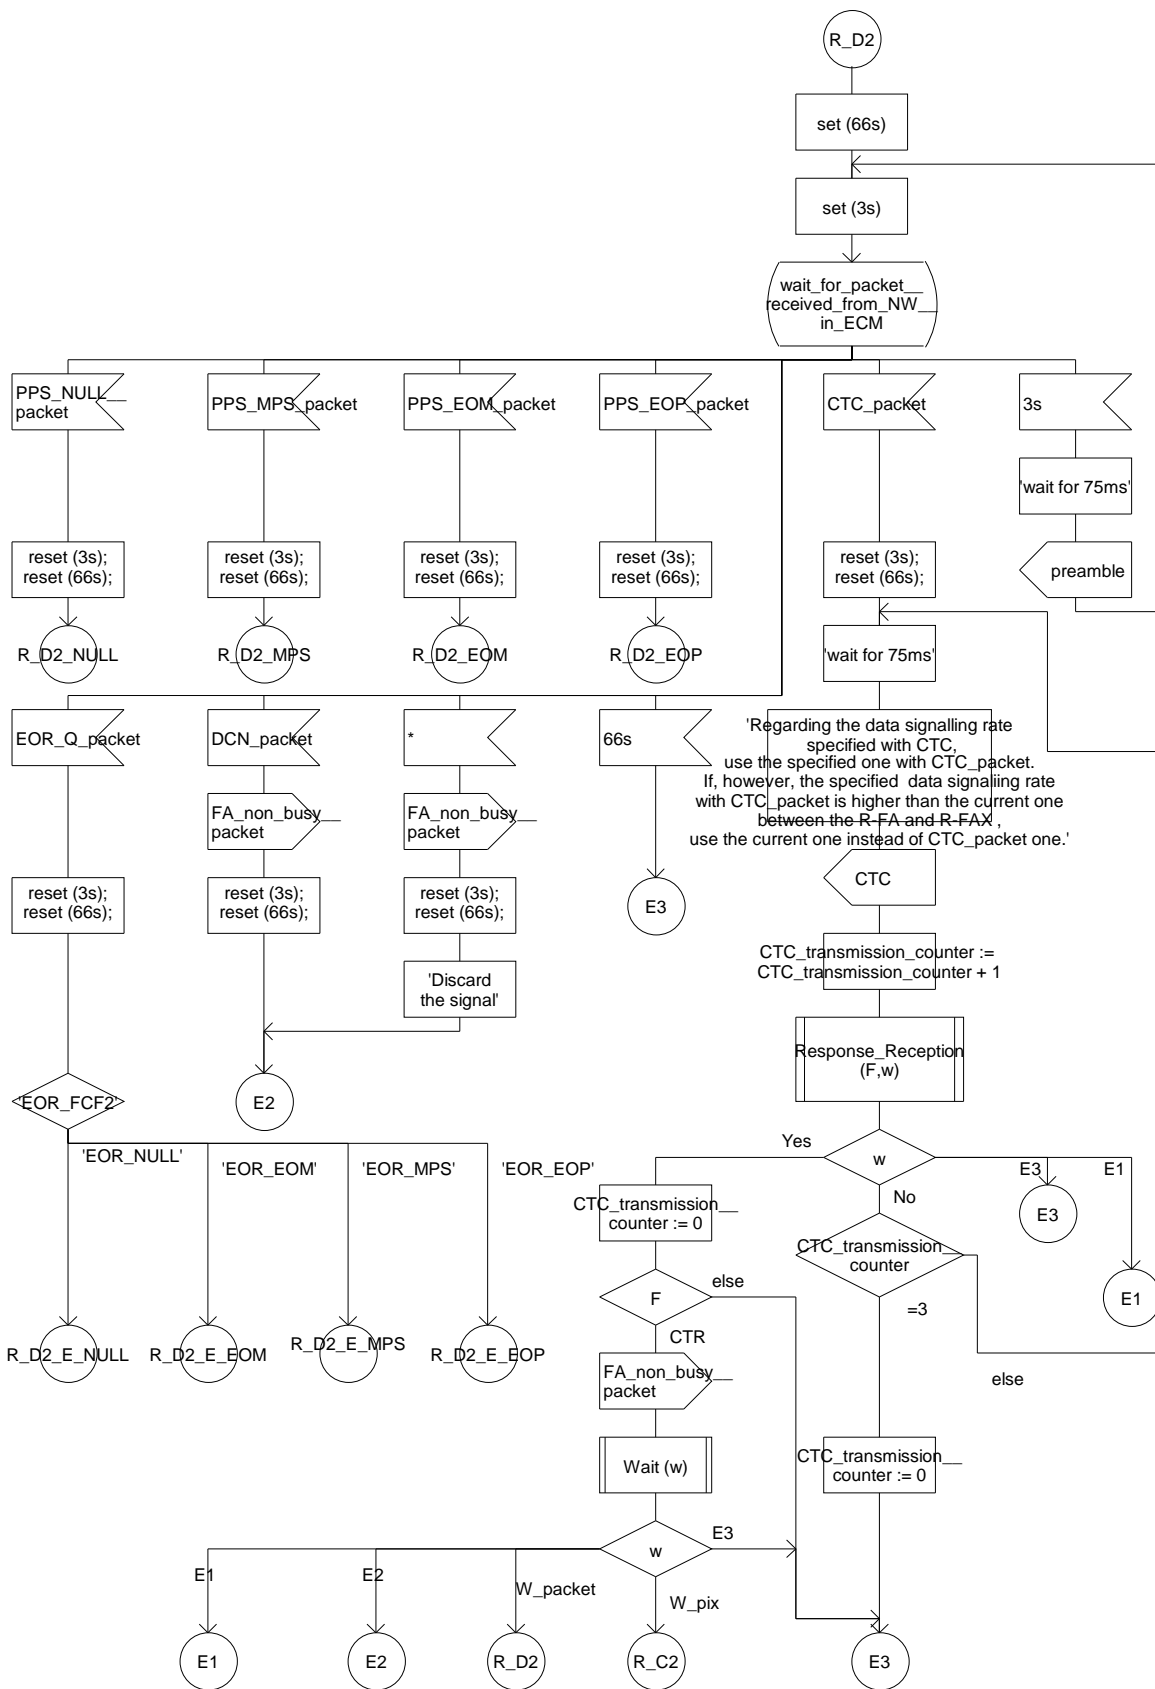 R_D2
set (66s)
set (3s)
wait_for_packet__
received_from_NW__
in_ECM
PPS_NULL__
packet
PPS_MPS_packet
PPS_EOM_packet
PPS_EOP_packet
CTC_packet
3s
'wait for 75ms'
preamble
reset (3s);
reset (66s);
reset (3s);
reset (66s);
reset (3s);
reset (66s);
reset (3s);
reset (66s);
reset (3s);
reset (66s);
R_D2_NULL
R_D2_MPS
R_D2_EOM
R_D2_EOP
'wait for 75ms'
EOR_Q_packet
DCN_packet
*
66s
'Regarding the data signalling rate
specified with CTC,
use the specified one with CTC_packet.
If, however, the specified  data signaliing rate
with CTC_packet is higher than the current one
between the R-FA and R-FAX ,
use the current one instead of CTC_packet one.'
FA_non_busy__
packet
FA_non_busy__
packet
reset (3s);
reset (66s);
reset (3s);
reset (66s);
reset (3s);
reset (66s);
E3
CTC
'Discard
the signal'
CTC_transmission_counter :=
CTC_transmission_counter + 1
Response_Reception
(F,w)
'EOR_FCF2'
E2
'EOR_NULL'
'EOR_EOM'
'EOR_MPS'
'EOR_EOP'
Yes
w
E3
E1
No
CTC_transmission__
counter := 0
E3
CTC_transmission__
counter
else
F
=3
E1
CTR
R_D2_E_NULL
R_D2_E_EOM
R_D2_E_MPS
R_D2_E_EOP
FA_non_busy__
packet
else
Wait (w)
CTC_transmission__
counter := 0
w
E3
E1
E2
W_packet
W_pix
E1
E2
R_D2
R_C2
E3